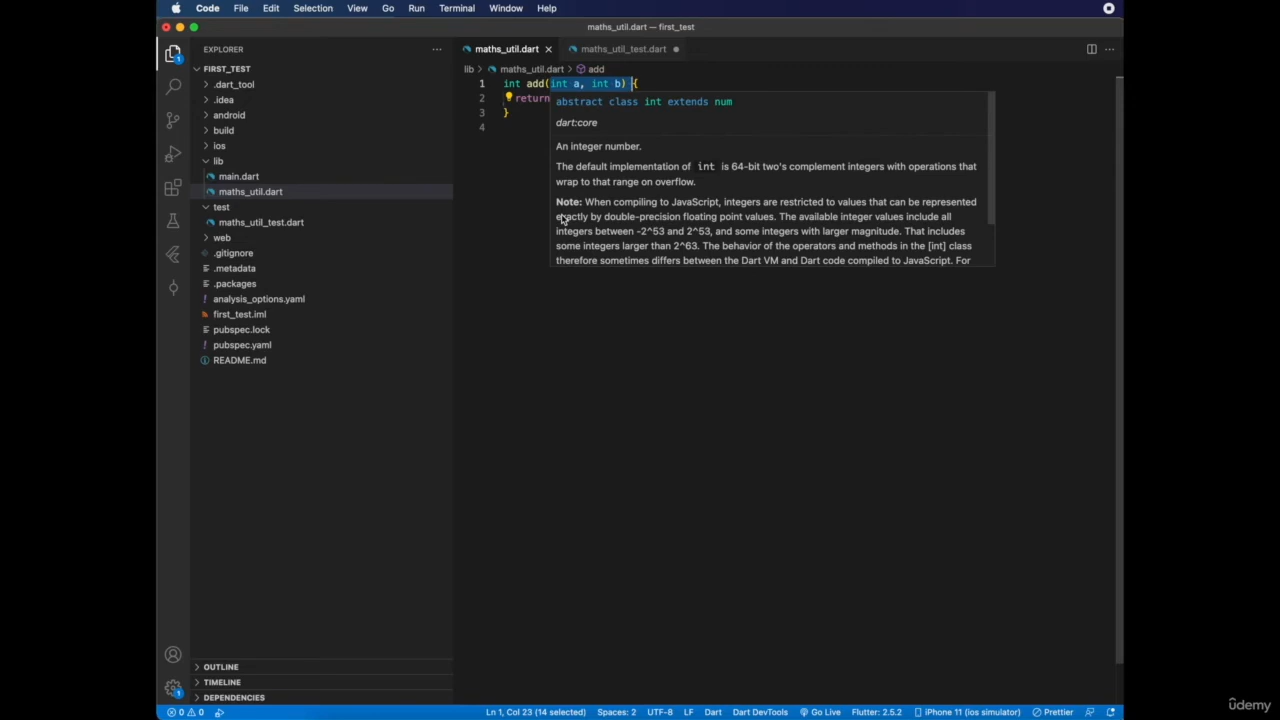 Code File Edit Selection View Go Run Terminal Window Help
maths_util.dart — first_test
EXPLORER
maths_util.dart
maths_util_test.dart
FIRST_TEST
lib > maths_util.dart > add
.dart_tool
.idea
android
build
ios
lib
main.dart
maths_util.dart
test
maths_util_test.dart
web
.gitignore
.metadata
.packages
analysis_options.yaml
first_test.iml
pubspec.lock
pubspec.yaml
README.md
1 int add(int a, int b) {
2 return
3 }
4
abstract class int extends num
dart:core
An integer number.
The default implementation of int is 64-bit two's complement integers with operations that
wrap to that range on overflow.
Note: When compiling to JavaScript, integers are restricted to values that can be represented
exactly by double-precision floating point values. The available integer values include all
integers between -2^53 and 2^53, and some integers with larger magnitude. That includes
some integers larger than 2^63. The behavior of the operators and methods in the [int] class
therefore sometimes differs between the Dart VM and Dart code compiled to JavaScript. For
OUTLINE
TIMELINE
DEPENDENCIES
1
1
0 0 Ln 1, Col 23 (14 selected) Spaces: 2 UTF-8 LF Dart Dart DevTools Go Live Flutter: 2.5.2 iPhone 11 (ios simulator) Prettier
ûdemy